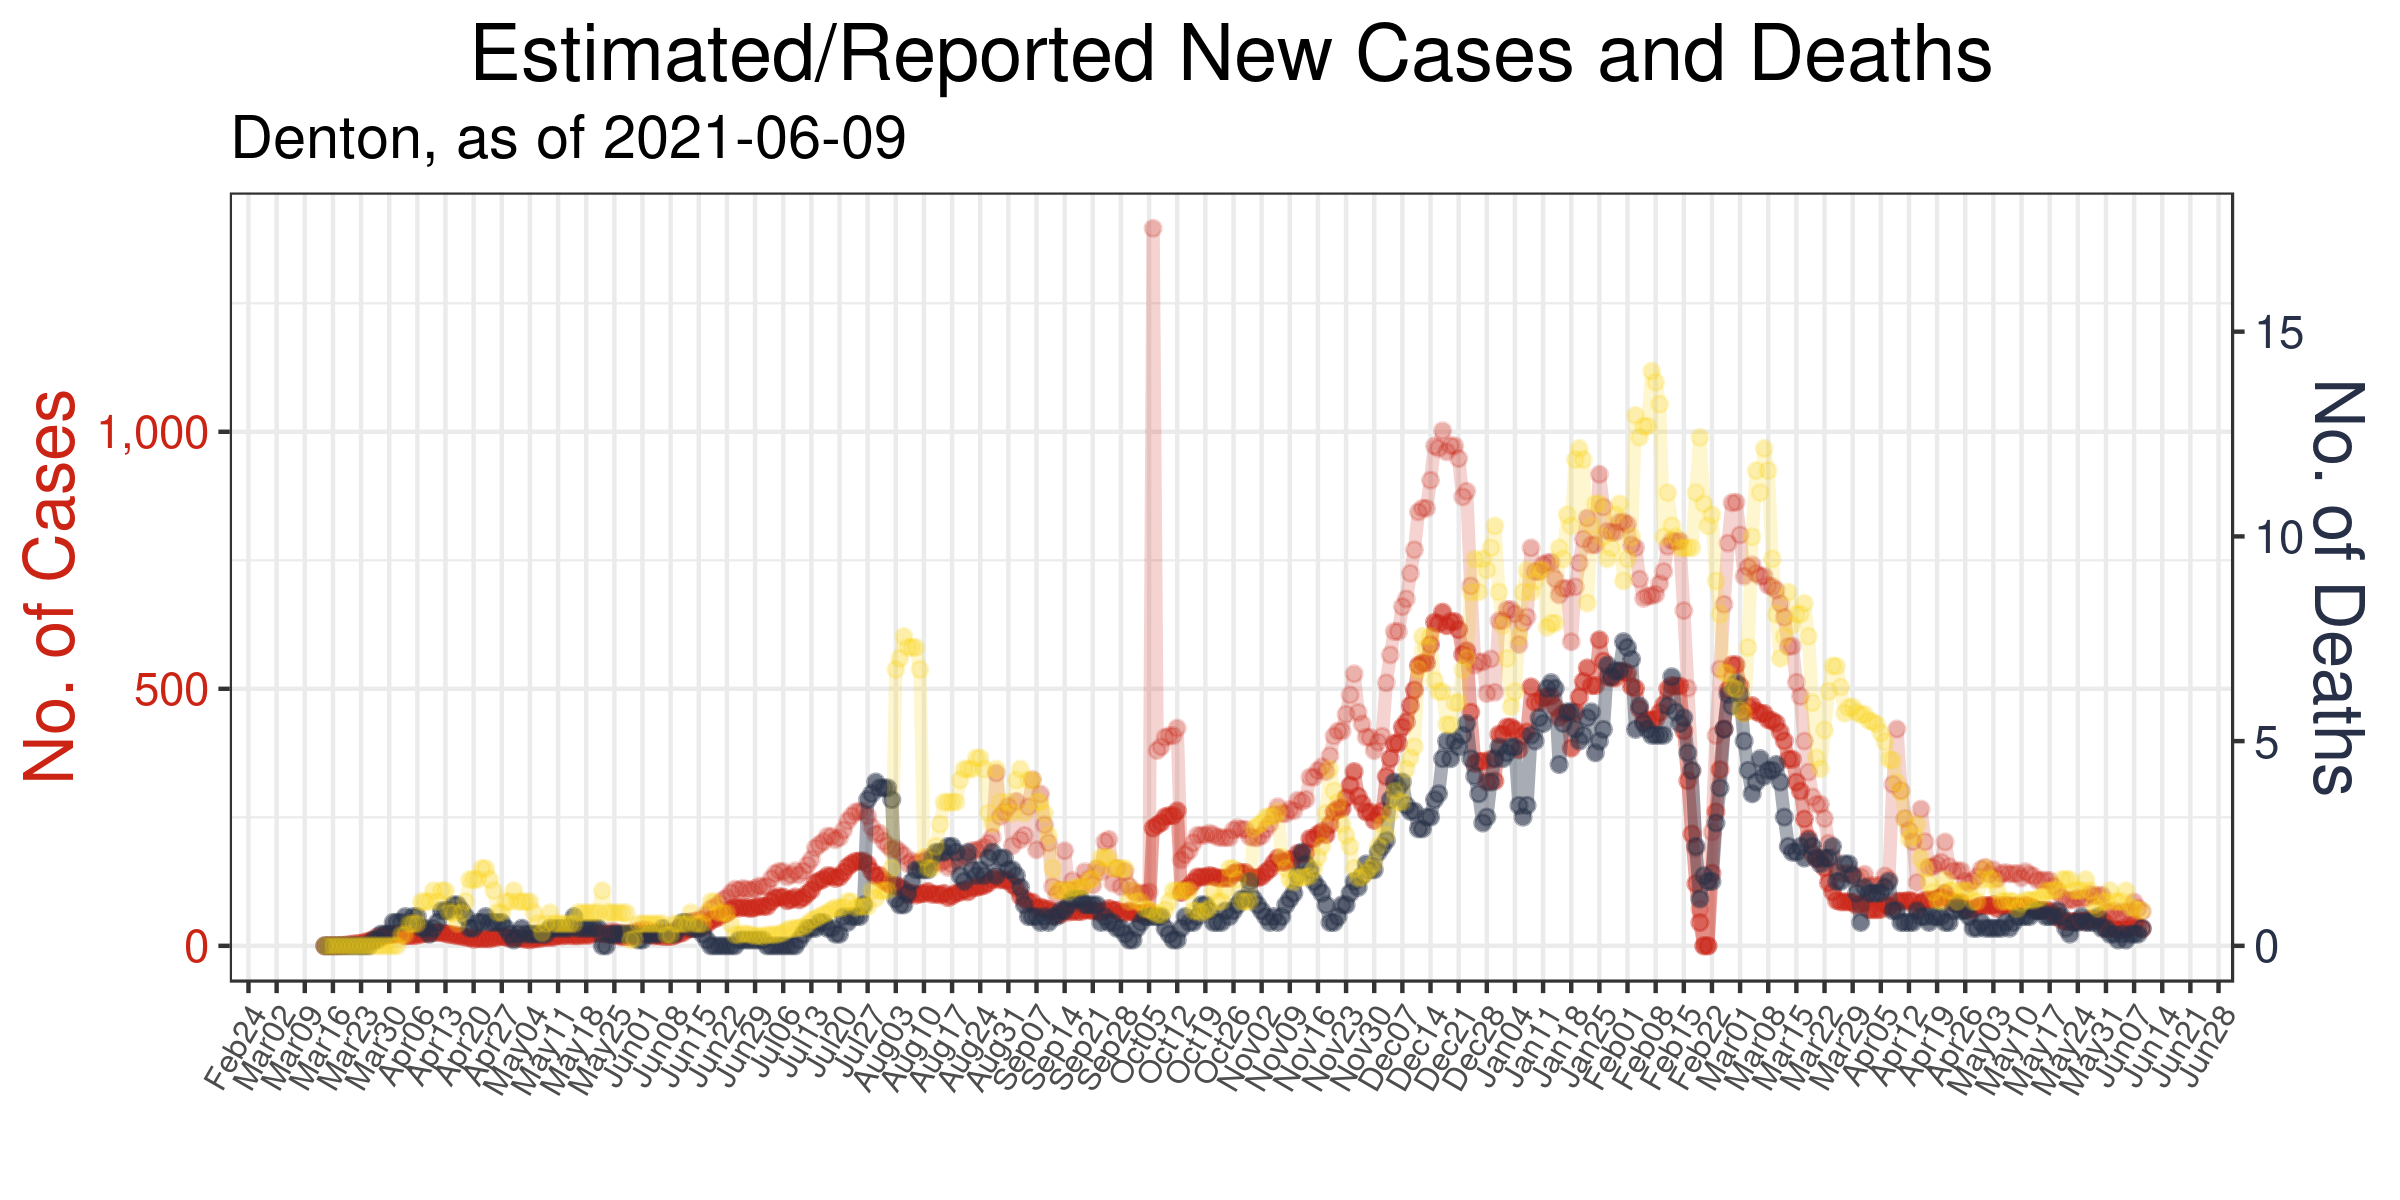 Estimated/Reported New Cases and Deaths
Denton, as of 2021-06-09
No. of Cases
1,000
500
0
No. of Deaths
15
10
5
0
Feb24
Mar02
Mar09
Mar16
Mar23
Mar30
Apr06
Apr13
Apr20
Apr27
May04
May11
May18
May25
Jun01
Jun08
Jun15
Jun22
Jun29
Jul06
Jul13
Jul20
Jul27
Aug03
Aug10
Aug17
Aug24
Aug31
Sep07
Sep14
Sep21
Sep28
Oct05
Oct12
Oct19
Oct26
Nov02
Nov09
Nov16
Nov23
Nov30
Dec07
Dec14
Dec21
Dec28
Jan04
Jan11
Jan18
Jan25
Feb01
Feb08
Feb15
Feb22
Mar01
Mar08
Mar15
Mar22
Mar29
Apr05
Apr12
Apr19
Apr26
May03
May10
May17
May24
May31
Jun07
Jun14
Jun21
Jun28